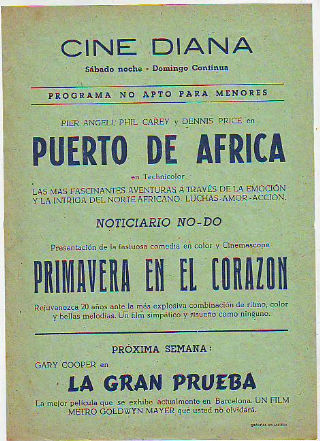 CINE DIANA
Sábado noche - Domingo Continua
PROGRAMA NO APTO PARA MENORES
PIER ANGELI, PHIL CAREY y DENNIS PRICE en
PUERTO DE AFRICA
en Technicolor
LAS MAS FASCINANTES AVENTURAS A TRAVÉS DE LA EMOCIÓN
Y LA INTRIGA DEL NORTE AFRICANO. LUCHAS-AMOR-ACCIÓN.
NOTICIARIO NO-DO
Presentación de la fastuosa comedia en color y Cinemascope
PRIMAVERA EN EL CORAZON
Rejuvenezca 20 años ante la más explosiva combinación de ritmo, color
y bellas melodías. Un film simpático y risueño como ninguno.
PRÓXIMA SEMANA:
GARY COOPER en
LA GRAN PRUEBA
La mejor película que se exhibe actualmente en Barcelona. UN FILM
METRO GOLDWYN MAYER que usted no olvidará.